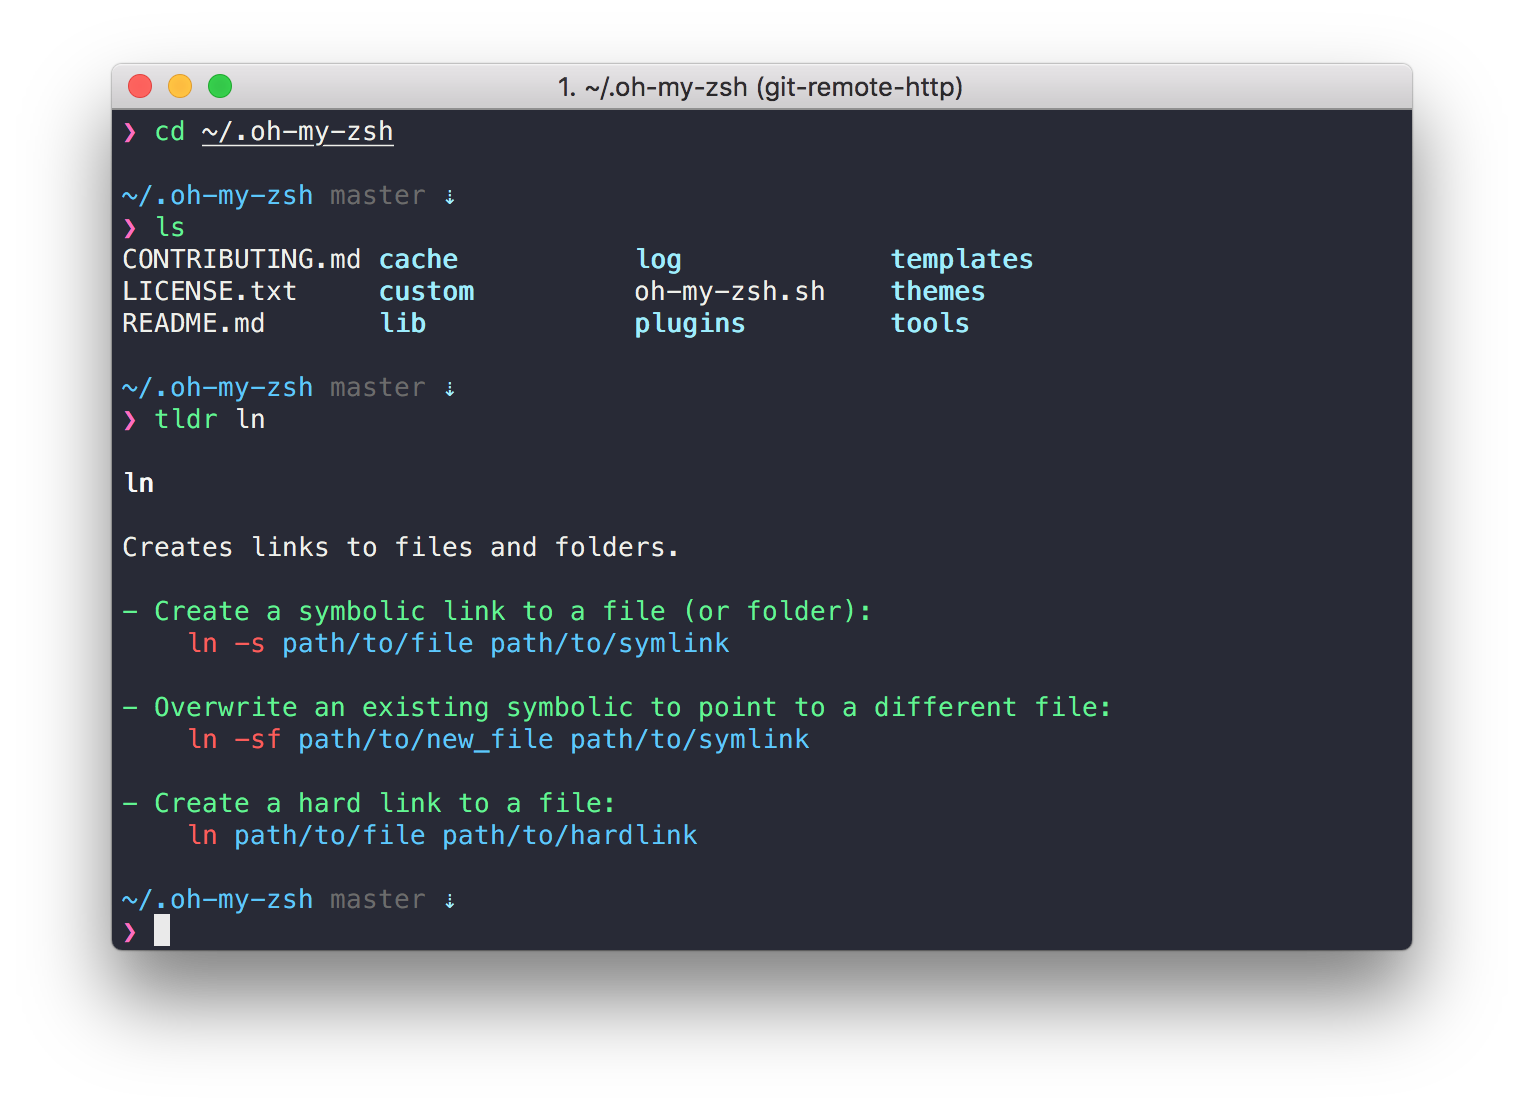 1. ~/.oh-my-zsh (git-remote-http)
❯ cd ~/.oh-my-zsh
~/.oh-my-zsh master ⇣
❯ ls
CONTRIBUTING.md cache log templates
LICENSE.txt custom oh-my-zsh.sh themes
README.md lib plugins tools
~/.oh-my-zsh master ⇣
❯ tldr ln
ln
Creates links to files and folders.
- Create a symbolic link to a file (or folder):
ln -s path/to/file path/to/symlink
- Overwrite an existing symbolic to point to a different file:
ln -sf path/to/new_file path/to/symlink
- Create a hard link to a file:
ln path/to/file path/to/hardlink
~/.oh-my-zsh master ⇣
❯